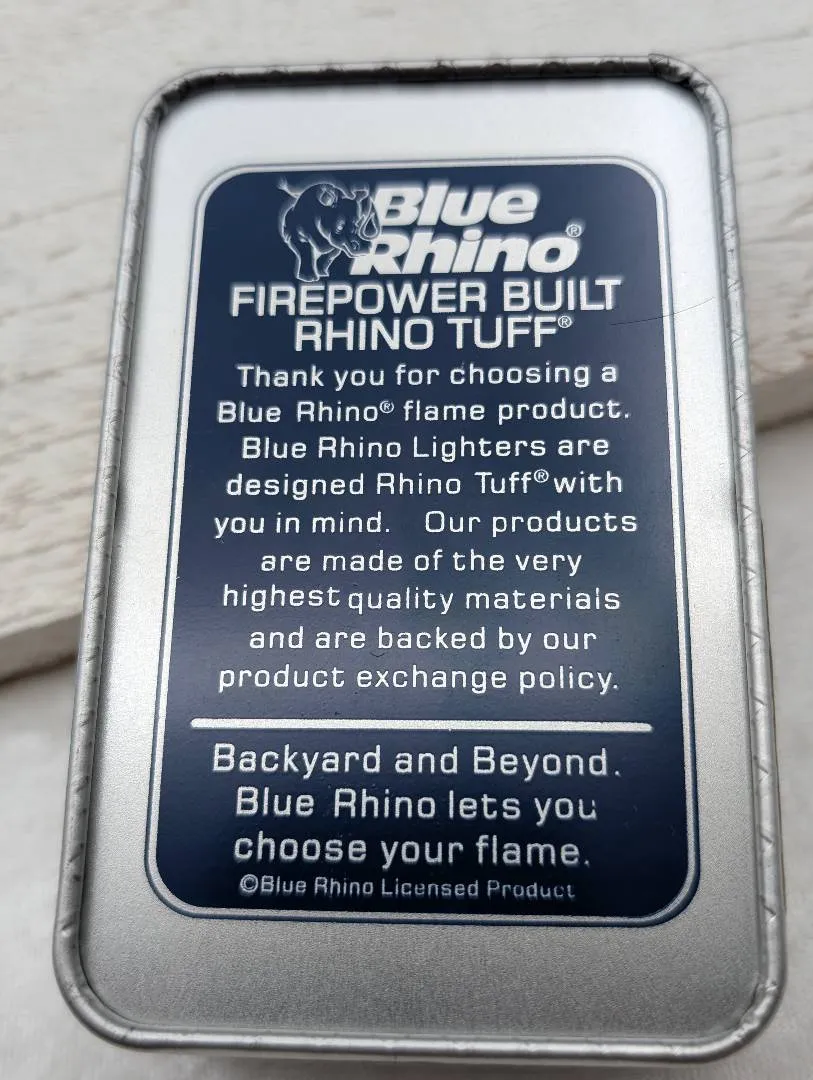 Blue
Rhino®
FIREPOWER BUILT
RHINO TUFF®
Thank you for choosing a
Blue Rhino® flame product.
Blue Rhino Lighters are
designed Rhino Tuff® with
you in mind. Our products
are made of the very
highest quality materials
and are backed by our
product exchange policy.
Backyard and Beyond.
Blue Rhino lets you
choose your flame.
©Blue Rhino Licensed Product